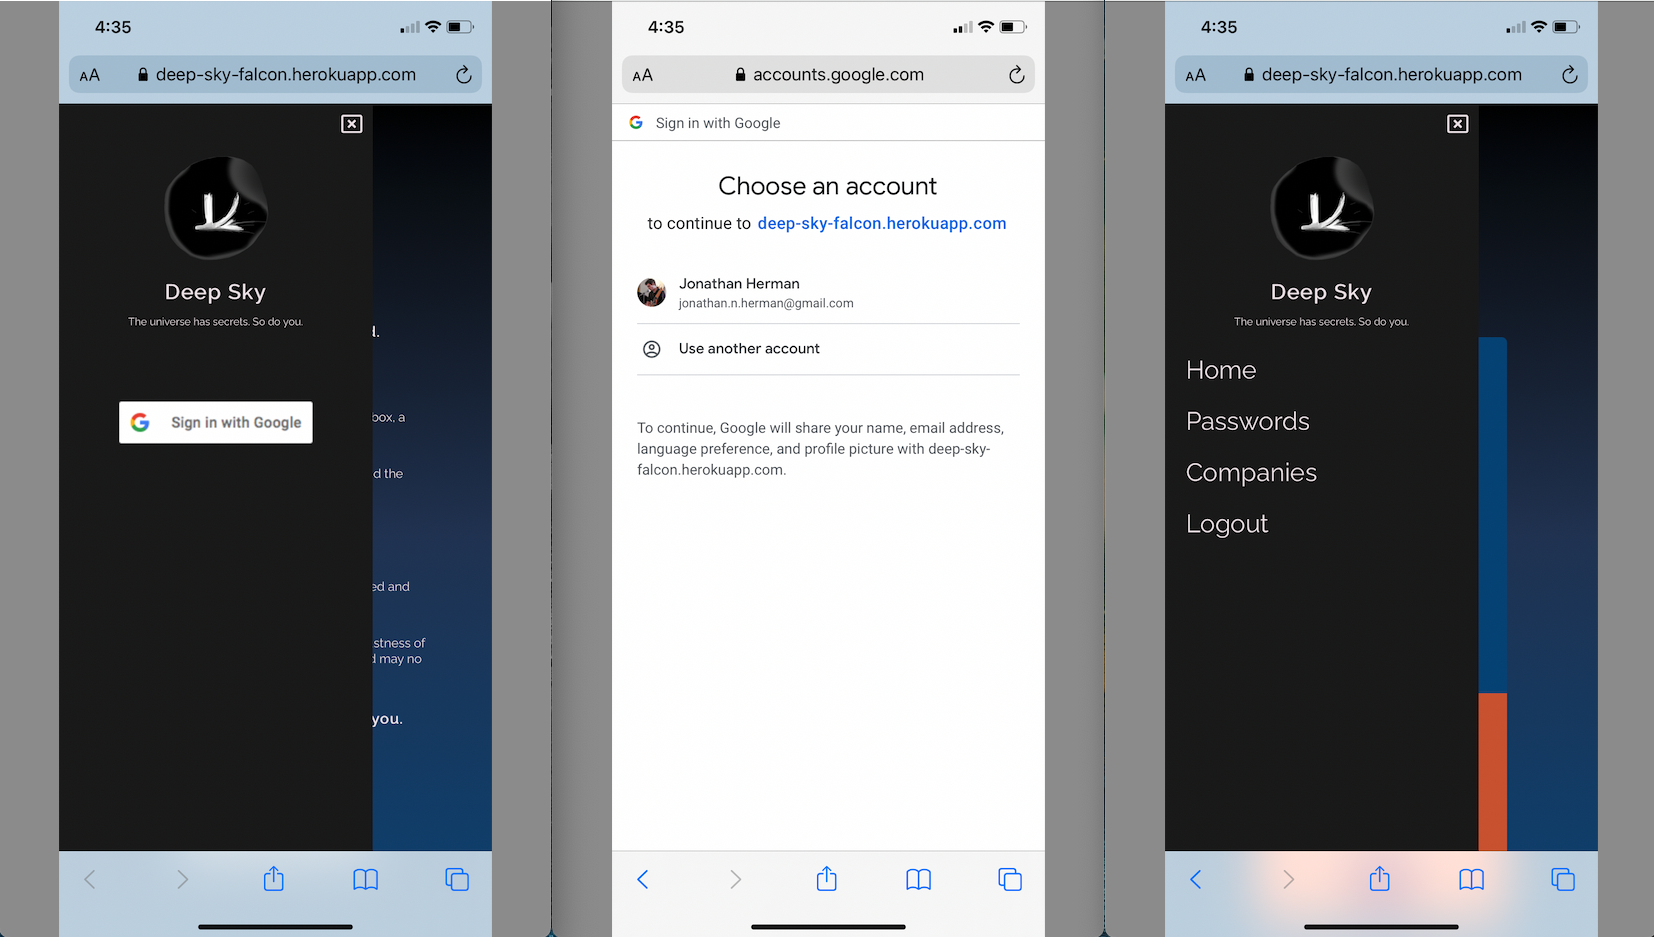 4:35
AA deep-sky-falcon.herokuapp.com
Deep Sky
The universe has secrets. So do you.
d.
Sign in with Google
box, a
d the
ed and
stness of
d may no
you.
4:35
AA accounts.google.com
Sign in with Google
Choose an account
to continue to deep-sky-falcon.herokuapp.com
Jonathan Herman
jonathan.n.herman@gmail.com
Use another account
To continue, Google will share your name, email address,
language preference, and profile picture with deep-sky-
falcon.herokuapp.com.
4:35
AA deep-sky-falcon.herokuapp.com
Deep Sky
The universe has secrets. So do you.
Home
Passwords
Companies
Logout